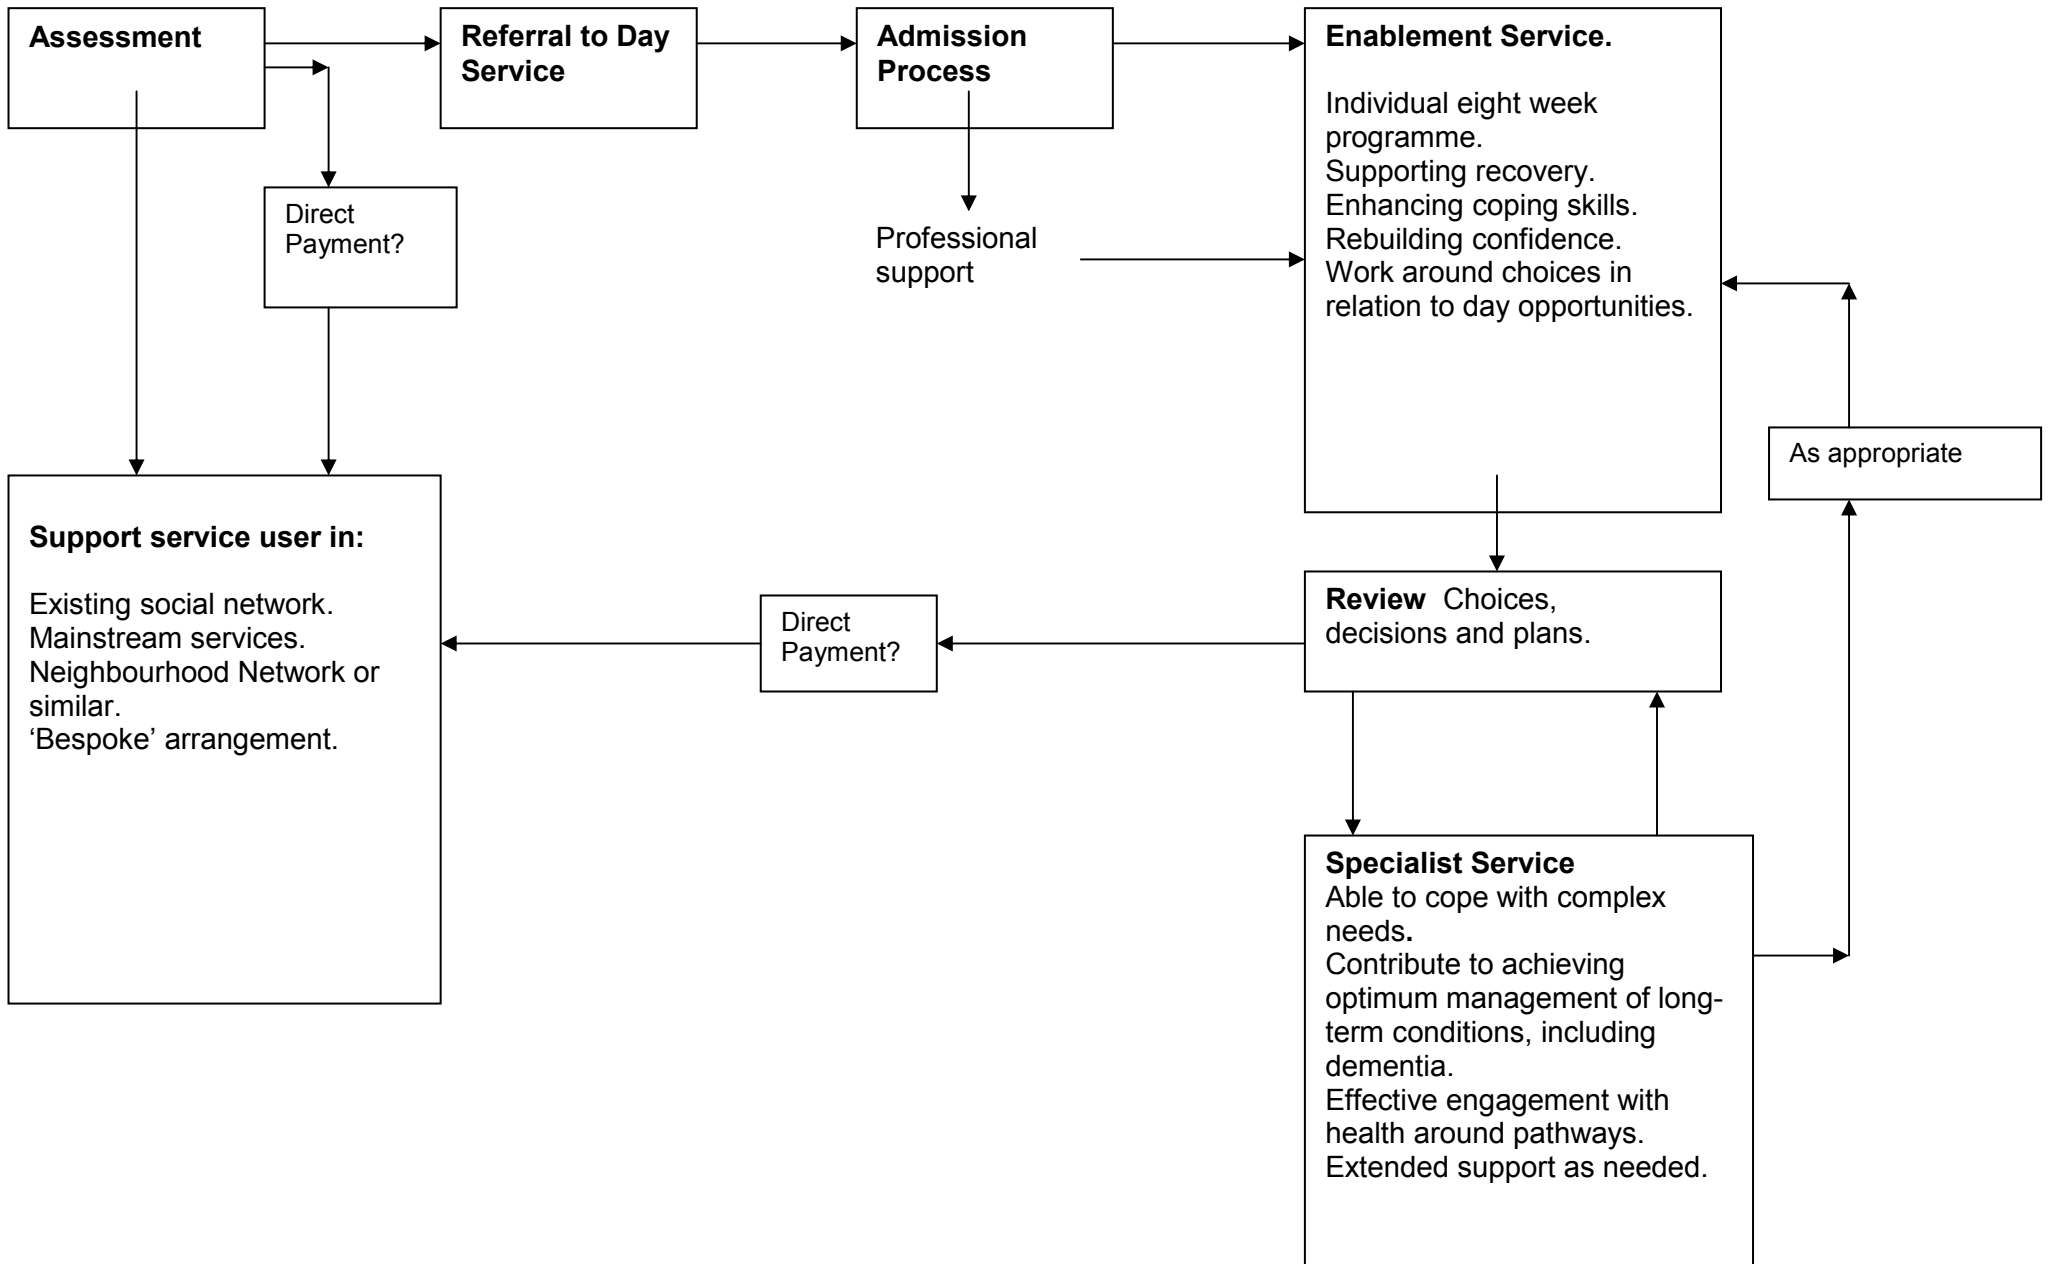 Assessment
Referral to Day
Service
Admission
Process
Enablement Service.
Individual eight week
programme.
Supporting recovery.
Enhancing coping skills.
Rebuilding confidence.
Work around choices in
relation to day opportunities.
Direct
Payment?
Professional
support
As appropriate
Support service user in:
Existing social network.
Mainstream services.
Neighbourhood Network or
similar.
‘Bespoke’ arrangement.
Direct
Payment?
Review Choices,
decisions and plans.
Specialist Service
Able to cope with complex
needs.
Contribute to achieving
optimum management of long-
term conditions, including
dementia.
Effective engagement with
health around pathways.
Extended support as needed.